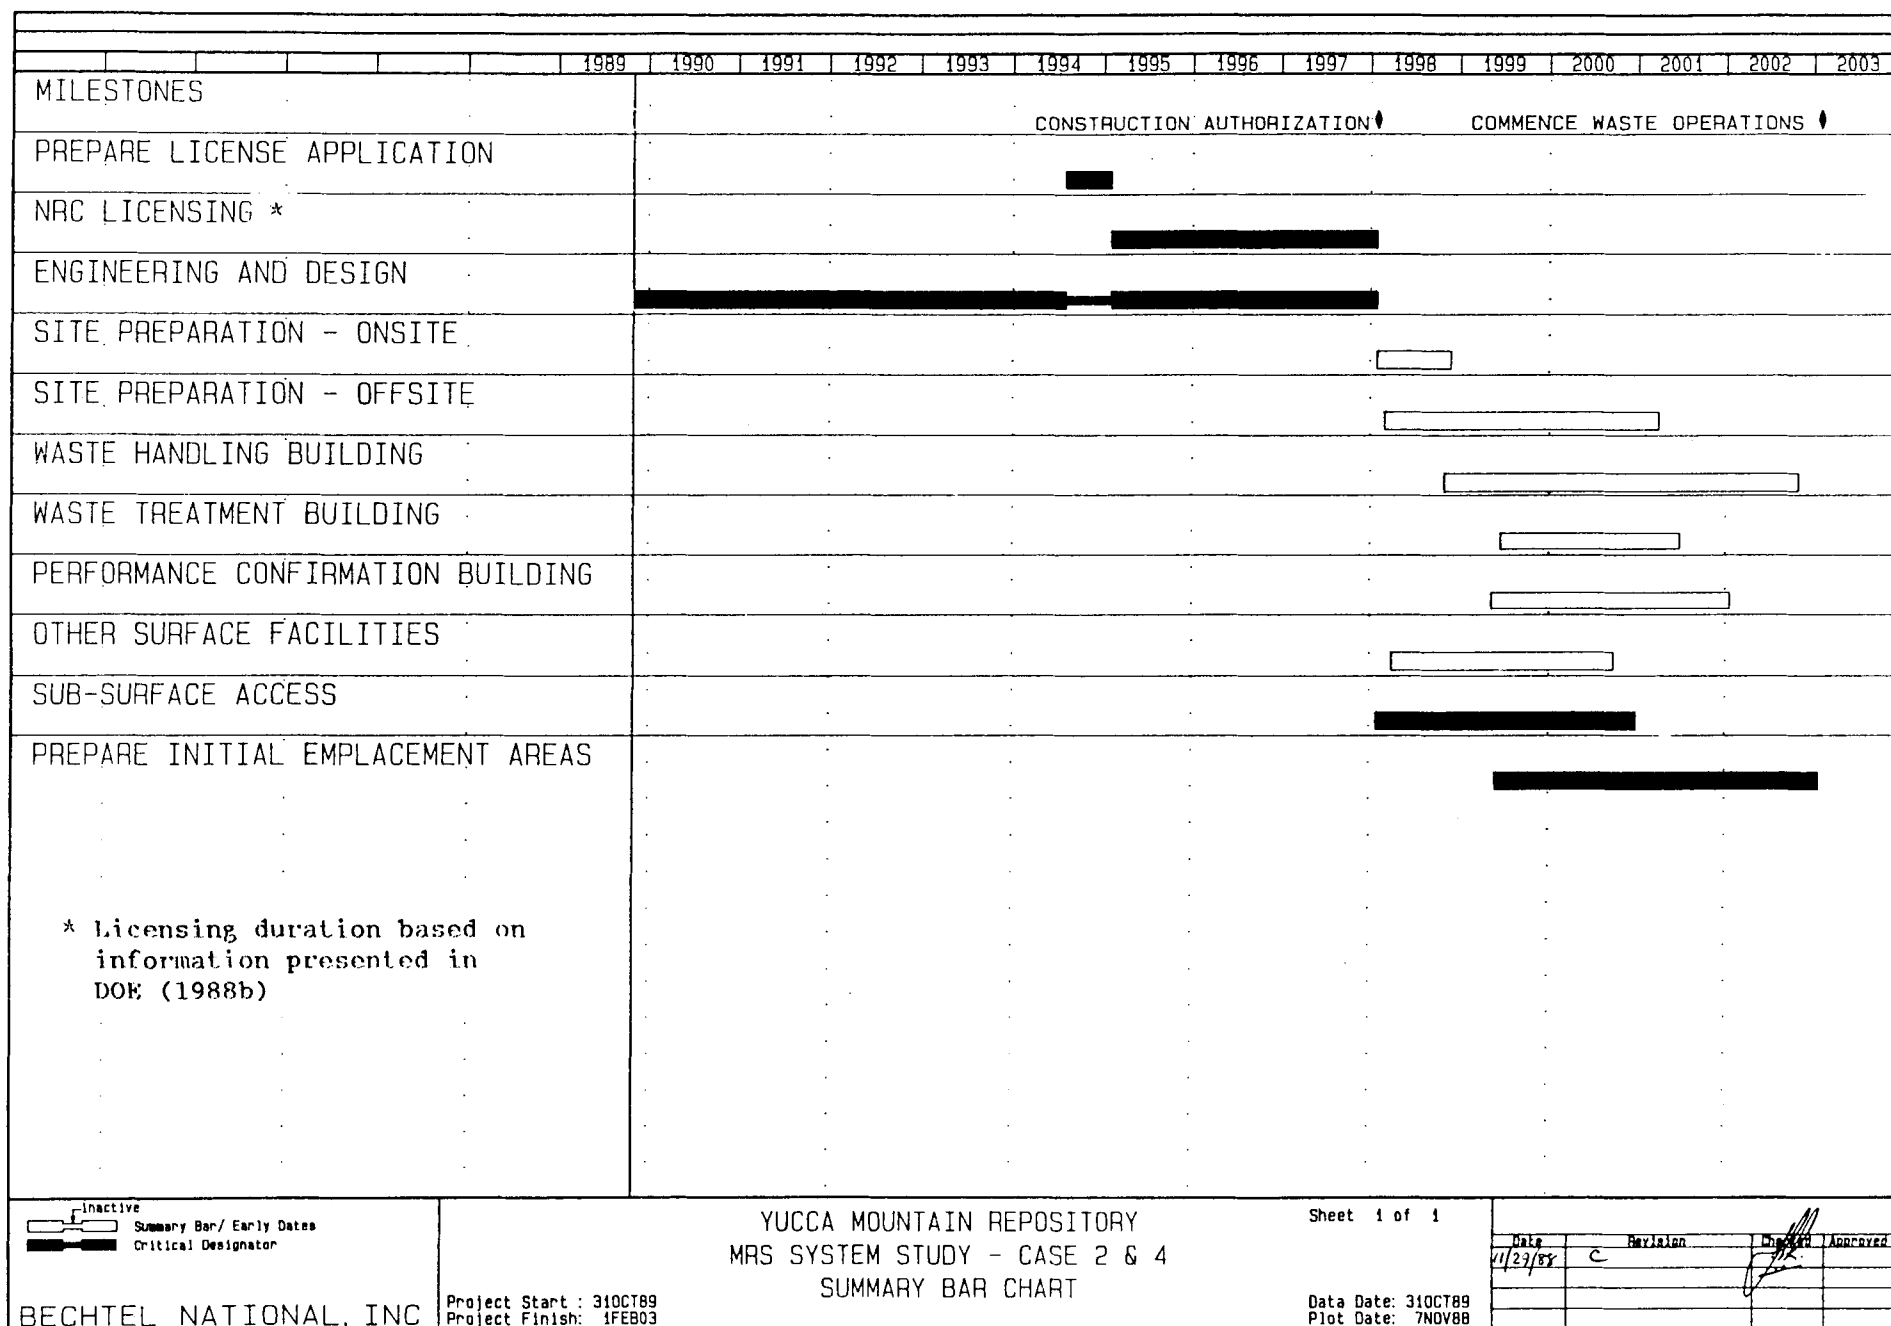 1989 1990 1991 1992 1993 1994 1995 1996 1997 1998 1999 2000 2001 2002 2003
MILESTONES
CONSTRUCTION AUTHORIZATION COMMENCE WASTE OPERATIONS
PREPARE LICENSE APPLICATION
NRC LICENSING *
ENGINEERING AND DESIGN
SITE PREPARATION - ONSITE
SITE PREPARATION - OFFSITE
WASTE HANDLING BUILDING
WASTE TREATMENT BUILDING
PERFORMANCE CONFIRMATION BUILDING
OTHER SURFACE FACILITIES
SUB-SURFACE ACCESS
PREPARE INITIAL EMPLACEMENT AREAS
* Licensing duration based on
information presented in
DOE (1988b)
Inactive
Summary Bar/ Early Dates
Critical Designator
BECHTEL NATIONAL, INC
Project Start : 31OCT89
Project Finish: 1FEB03
YUCCA MOUNTAIN REPOSITORY
MRS SYSTEM STUDY - CASE 2 & 4
SUMMARY BAR CHART
Sheet 1 of 1
Data Date: 31OCT89
Plot Date: 7NOV88
Date Revision Checked Approved
11/29/88 C